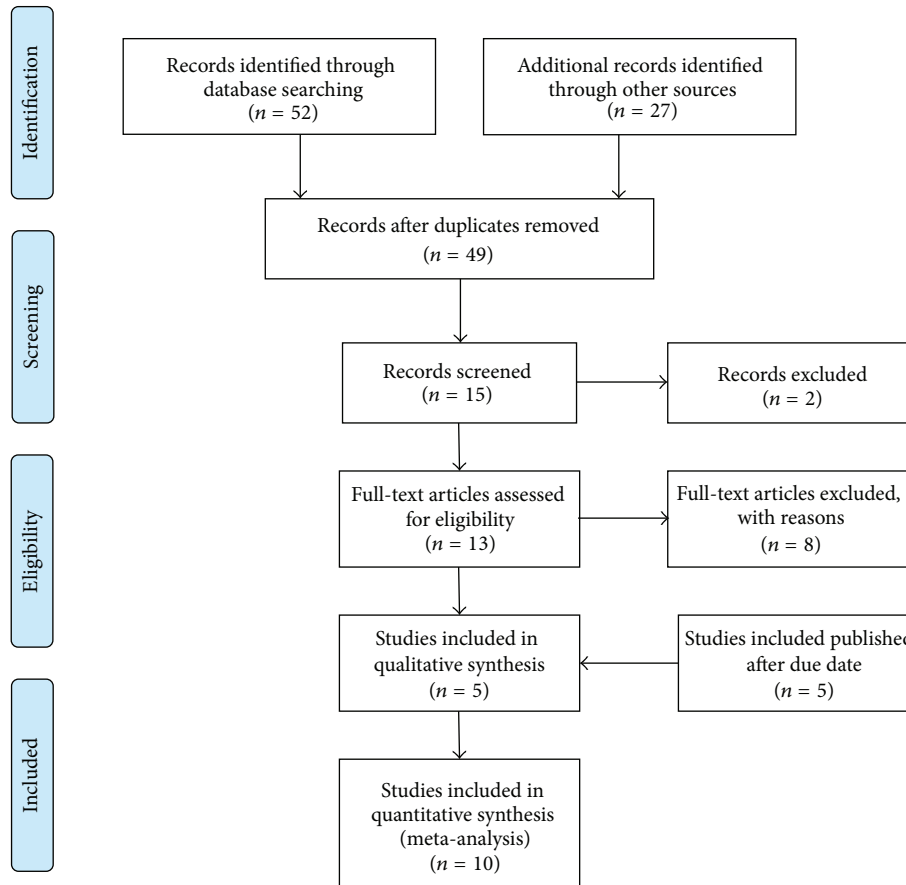 Identification
Records identified through
database searching
(n = 52)
Additional records identified
through other sources
(n = 27)
Records after duplicates removed
(n = 49)
Screening
Records screened
(n = 15)
Records excluded
(n = 2)
Eligibility
Full-text articles assessed
for eligibility
(n = 13)
Full-text articles excluded,
with reasons
(n = 8)
Studies included in
qualitative synthesis
(n = 5)
Studies included published
after due date
(n = 5)
Included
Studies included in
quantitative synthesis
(meta-analysis)
(n = 10)